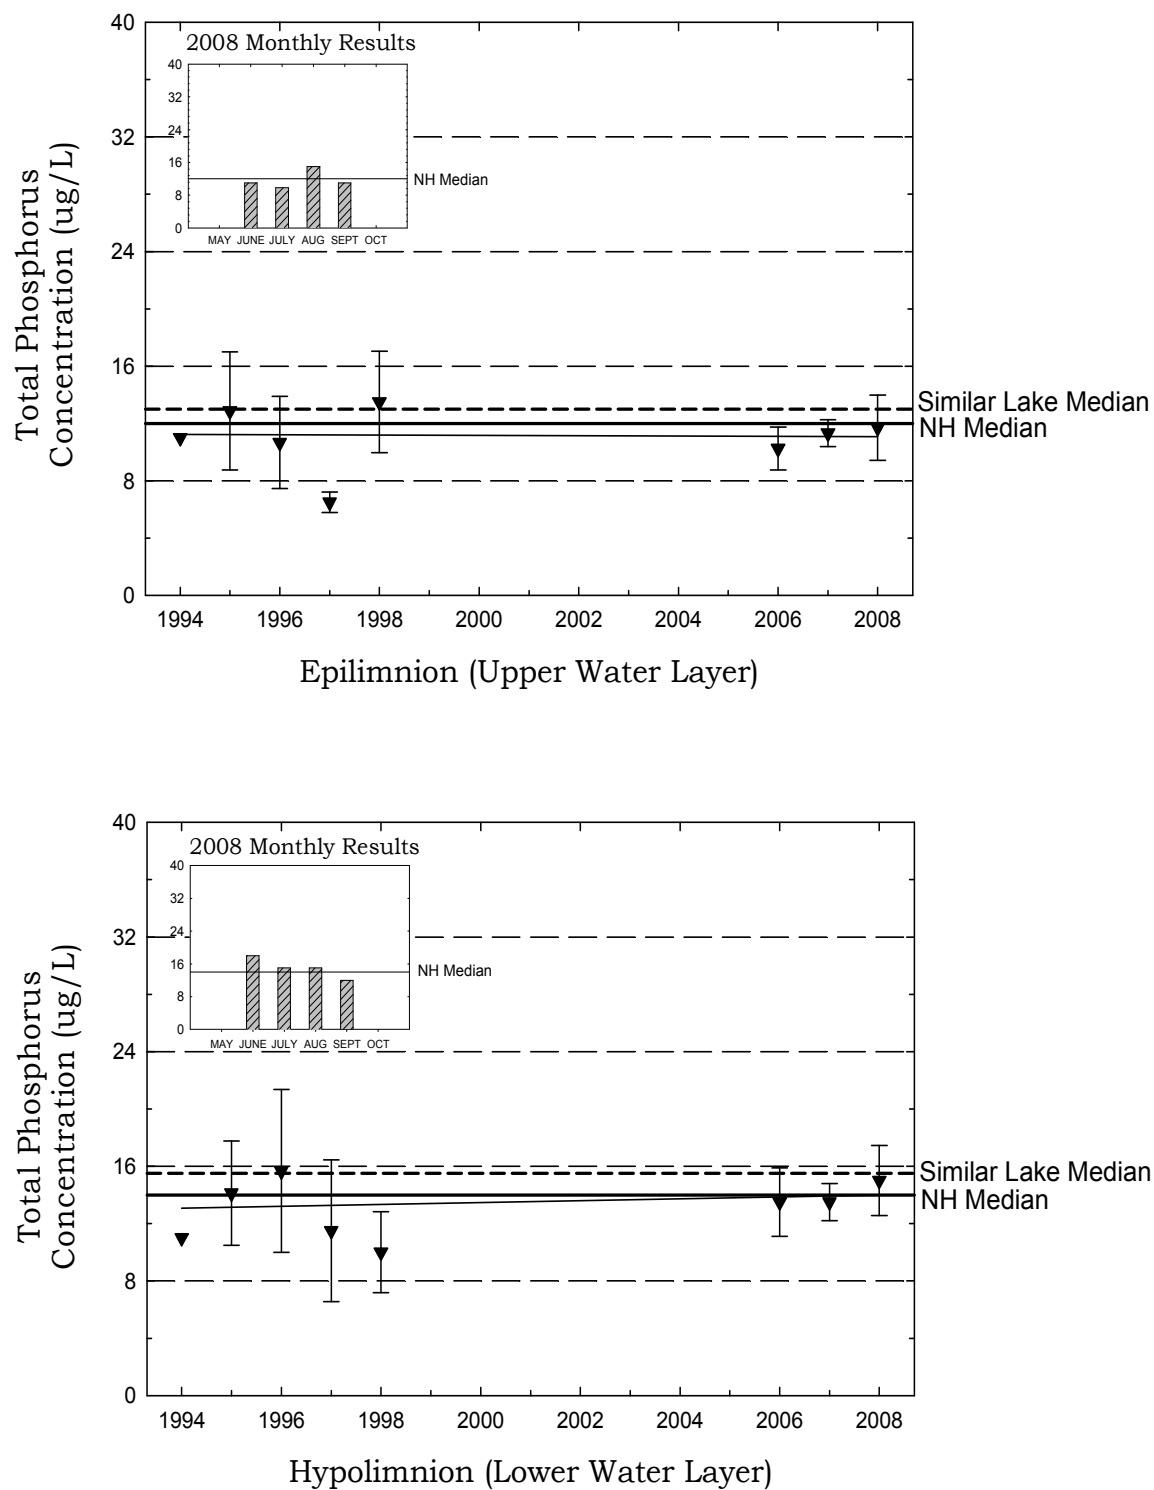 40
32
24
16
8
0
Total Phosphorus
Concentration (ug/L)
2008 Monthly Results
40
32
24
16
8
0
NH Median
MAY JUNE JULY AUG SEPT OCT
Similar Lake Median
NH Median
1994 1996 1998 2000 2002 2004 2006 2008
Epilimnion (Upper Water Layer)
40
32
24
16
8
0
Total Phosphorus
Concentration (ug/L)
2008 Monthly Results
40
32
24
16
8
0
NH Median
MAY JUNE JULY AUG SEPT OCT
Similar Lake Median
NH Median
1994 1996 1998 2000 2002 2004 2006 2008
Hypolimnion (Lower Water Layer)